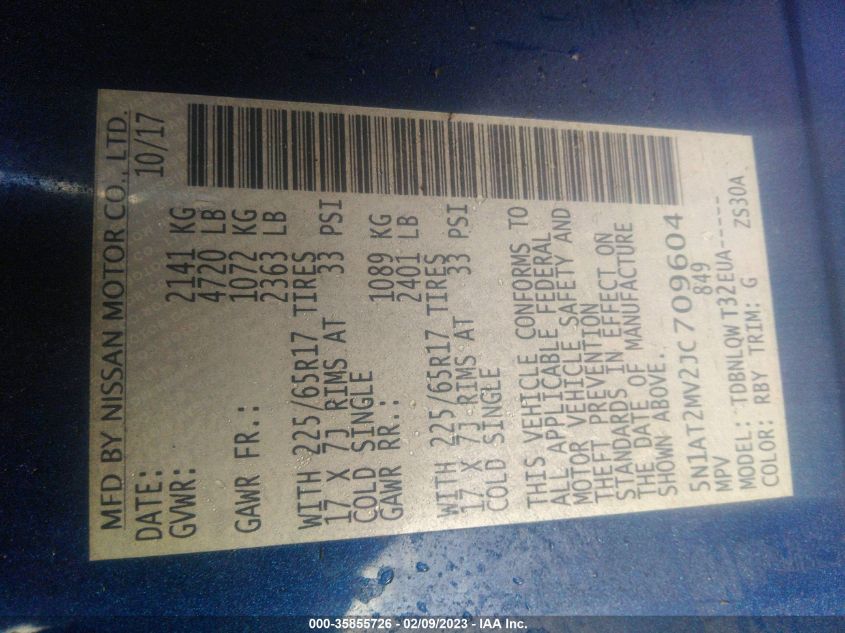 MFD BY NISSAN MOTOR CO., LTD.
DATE: 10/17
GVWR: 2141 KG
4720 LB
GAWR FR.: 1072 KG
2363 LB
WITH 225/65R17 TIRES
17 X 7J RIMS AT 33 PSI
COLD SINGLE
GAWR RR.: 1089 KG
2401 LB
WITH 225/65R17 TIRES
17 X 7J RIMS AT 33 PSI
COLD SINGLE
THIS VEHICLE CONFORMS TO
ALL APPLICABLE FEDERAL
MOTOR VEHICLE SAFETY AND
THEFT PREVENTION
STANDARDS IN EFFECT ON
THE DATE OF MANUFACTURE
SHOWN ABOVE.
5N1AT2MV2JC709604
MPV 849
MODEL: TDBNLQWT32EUA-----
COLOR: RBY TRIM: G ZS30A
000-35855726 - 02/09/2023 - IAA Inc.